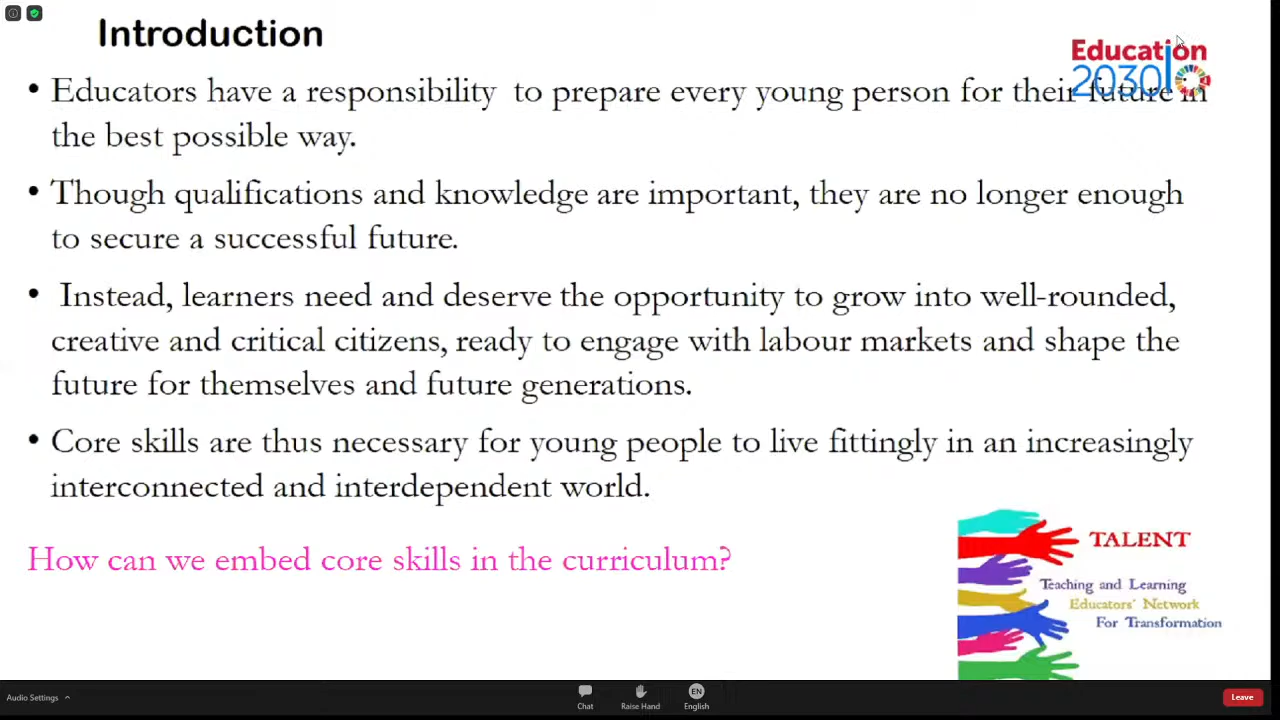 Introduction
Education
2030
• Educators have a responsibility to prepare every young person for their future in
the best possible way.
• Though qualifications and knowledge are important, they are no longer enough
to secure a successful future.
• Instead, learners need and deserve the opportunity to grow into well-rounded,
creative and critical citizens, ready to engage with labour markets and shape the
future for themselves and future generations.
• Core skills are thus necessary for young people to live fittingly in an increasingly
interconnected and interdependent world.
How can we embed core skills in the curriculum?
TALENT
Teaching and Learning
Educators' Network
For Transformation
Audio Settings
Chat
Raise Hand
EN
English
Leave